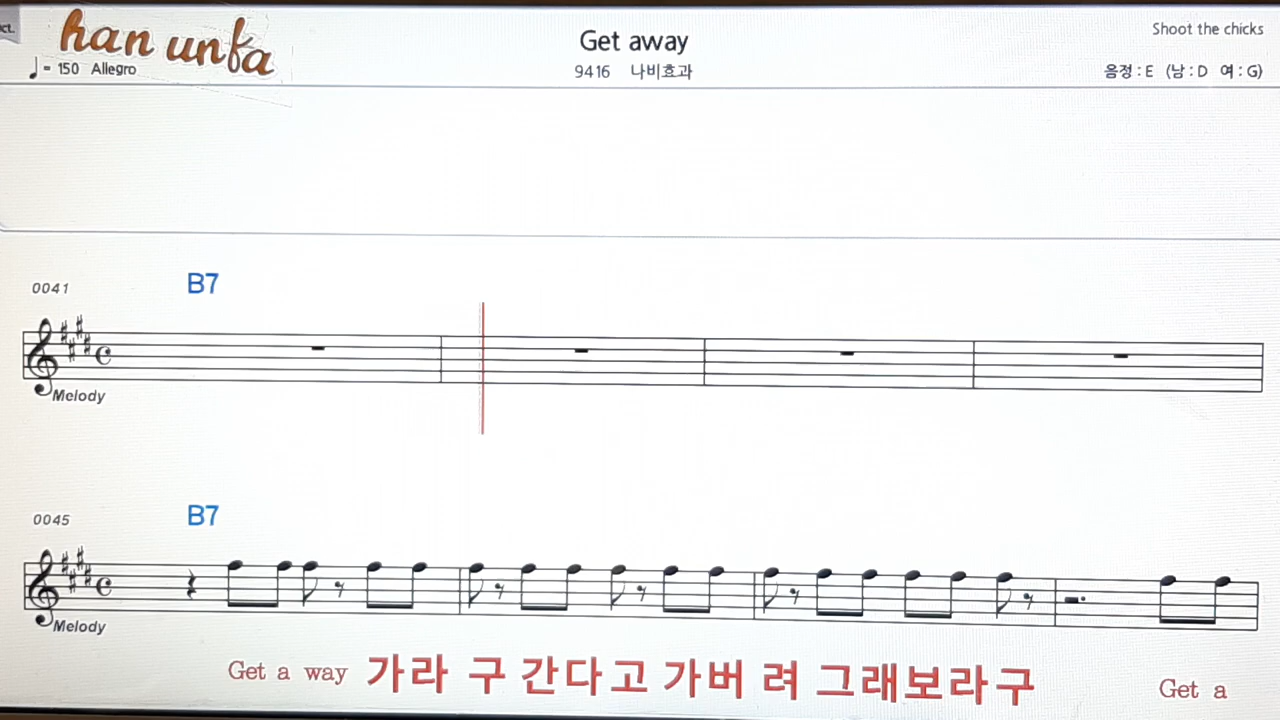 ct.
han unfa
Get away
Shoot the chicks
♩= 150 Allegro
9416 나비효과
음정 : E (남 : D 여 : G)
0041
B7
Melody
0045
B7
Melody
Get a way 가라 구 간다고 가버 려 그래보라구 Get a